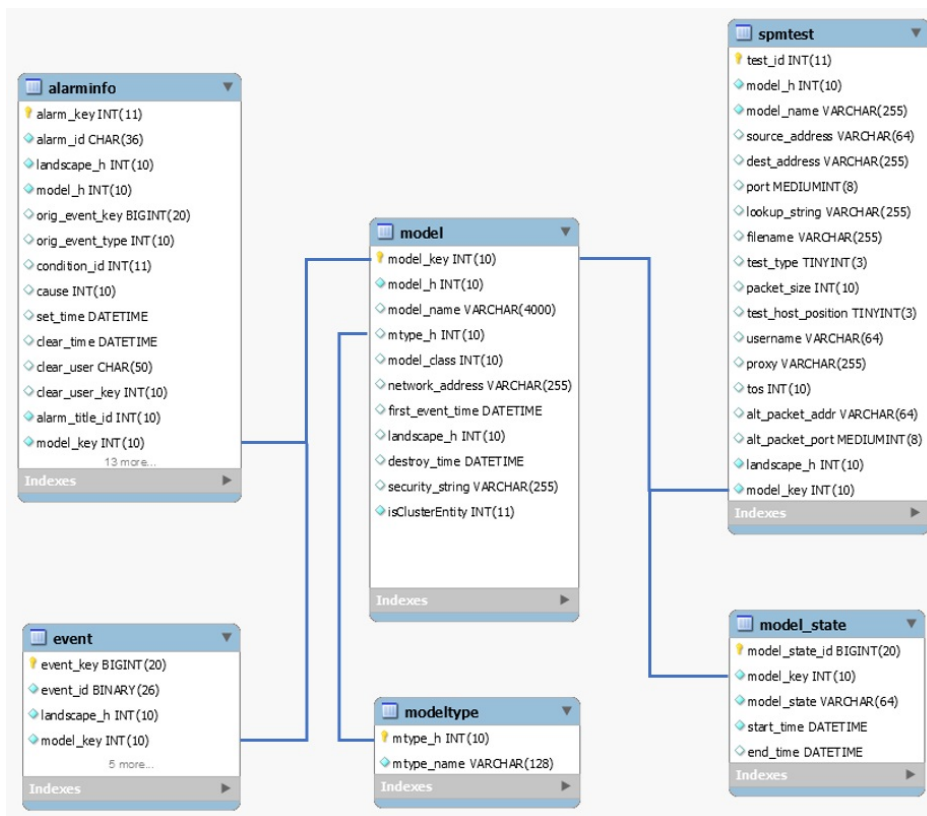 alarminfo
alarm_key INT(11)
alarm_id CHAR(36)
landscape_h INT(10)
model_h INT(10)
orig_event_key BIGINT(20)
orig_event_type INT(10)
condition_id INT(11)
cause INT(10)
set_time DATETIME
clear_time DATETIME
clear_user CHAR(50)
clear_user_key INT(10)
alarm_title_id INT(10)
model_key INT(10)
13 more...
Indexes
event
event_key BIGINT(20)
event_id BINARY(26)
landscape_h INT(10)
model_key INT(10)
5 more...
Indexes
model
model_key INT(10)
model_h INT(10)
model_name VARCHAR(4000)
mtype_h INT(10)
model_class INT(10)
network_address VARCHAR(255)
first_event_time DATETIME
landscape_h INT(10)
destroy_time DATETIME
security_string VARCHAR(255)
isClusterEntity INT(11)
Indexes
modeltype
mtype_h INT(10)
mtype_name VARCHAR(128)
Indexes
spmtest
test_id INT(11)
model_h INT(10)
model_name VARCHAR(255)
source_address VARCHAR(64)
dest_address VARCHAR(255)
port MEDIUMINT(8)
lookup_string VARCHAR(255)
filename VARCHAR(255)
test_type TINYINT(3)
packet_size INT(10)
test_host_position TINYINT(3)
username VARCHAR(64)
proxy VARCHAR(255)
tos INT(10)
alt_packet_addr VARCHAR(64)
alt_packet_port MEDIUMINT(8)
landscape_h INT(10)
model_key INT(10)
Indexes
model_state
model_state_id BIGINT(20)
model_key INT(10)
model_state VARCHAR(64)
start_time DATETIME
end_time DATETIME
Indexes